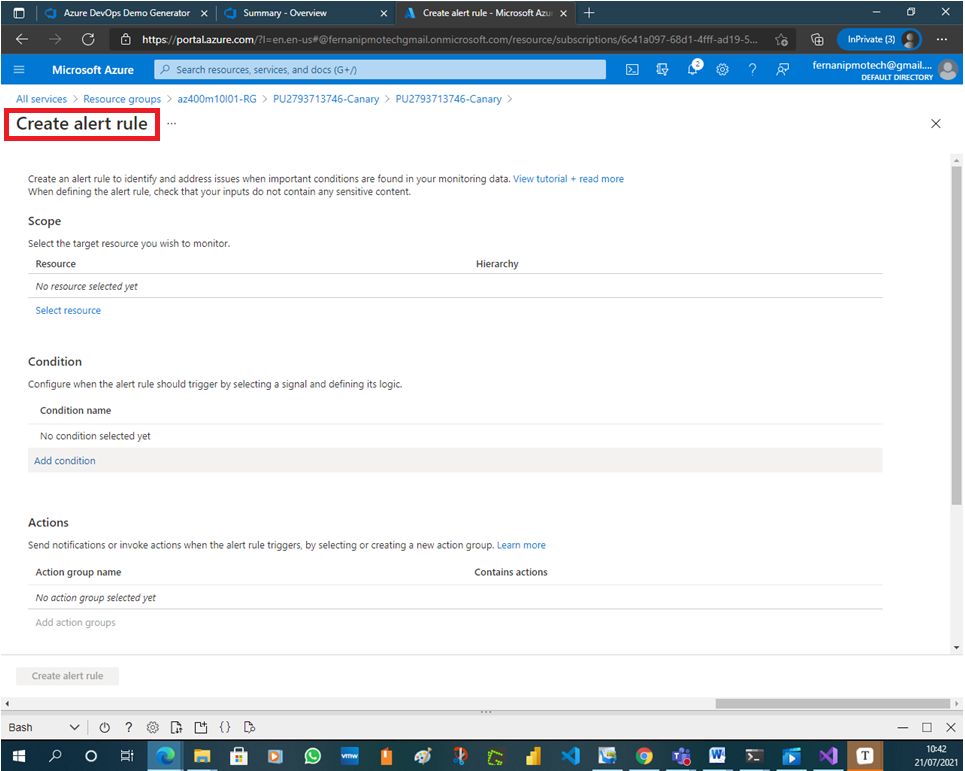 Azure DevOps Demo Generator
Summary - Overview
Create alert rule - Microsoft Azu
https://portal.azure.com/?l=en.en-us#@fernanipmotechgmail.onmicrosoft.com/resource/subscriptions/6c41a097-68d1-4fff-ad19-5...
InPrivate (3)
Microsoft Azure
Search resources, services, and docs (G+/)
2
fernanipmotech@gmail....
DEFAULT DIRECTORY
All services > Resource groups > az400m10l01-RG > PU2793713746-Canary > PU2793713746-Canary >
Create alert rule ...
Create an alert rule to identify and address issues when important conditions are found in your monitoring data. View tutorial + read more
When defining the alert rule, check that your inputs do not contain any sensitive content.
Scope
Select the target resource you wish to monitor.
Resource Hierarchy
No resource selected yet
Select resource
Condition
Configure when the alert rule should trigger by selecting a signal and defining its logic.
Condition name
No condition selected yet
Add condition
Actions
Send notifications or invoke actions when the alert rule triggers, by selecting or creating a new action group. Learn more
Action group name Contains actions
No action group selected yet
Add action groups
Create alert rule
Bash
vmw
T
10:42
21/07/2021